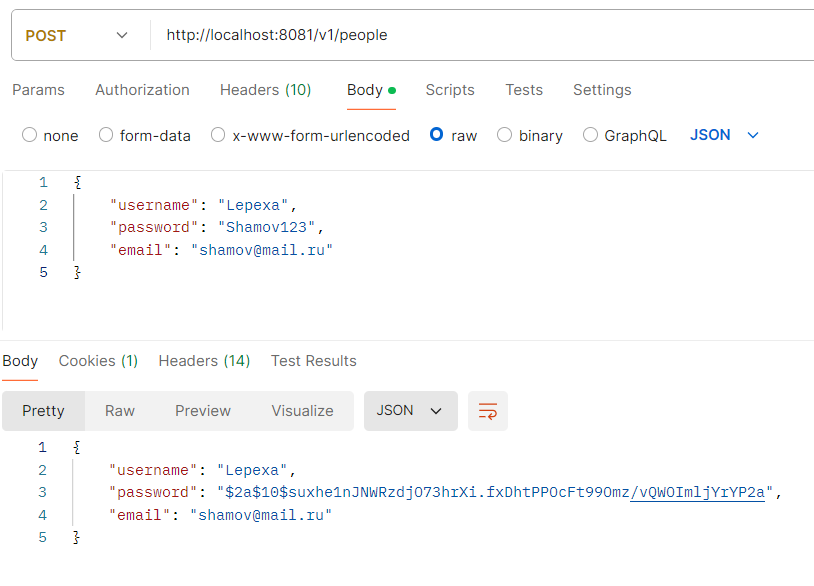 POST http://localhost:8081/v1/people
Params Authorization Headers (10) Body Scripts Tests Settings
none form-data x-www-form-urlencoded raw binary GraphQL JSON
1 {
2 "username": "Lepexa",
3 "password": "Shamov123",
4 "email": "shamov@mail.ru"
5 }
Body Cookies (1) Headers (14) Test Results
Pretty Raw Preview Visualize JSON
1 {
2 "username": "Lepexa",
3 "password": "$2a$10$suxhe1nJNWRzdjO73hrXi.fxDhtPPOcFt99Omz/vQWOImljYrYP2a",
4 "email": "shamov@mail.ru"
5 }